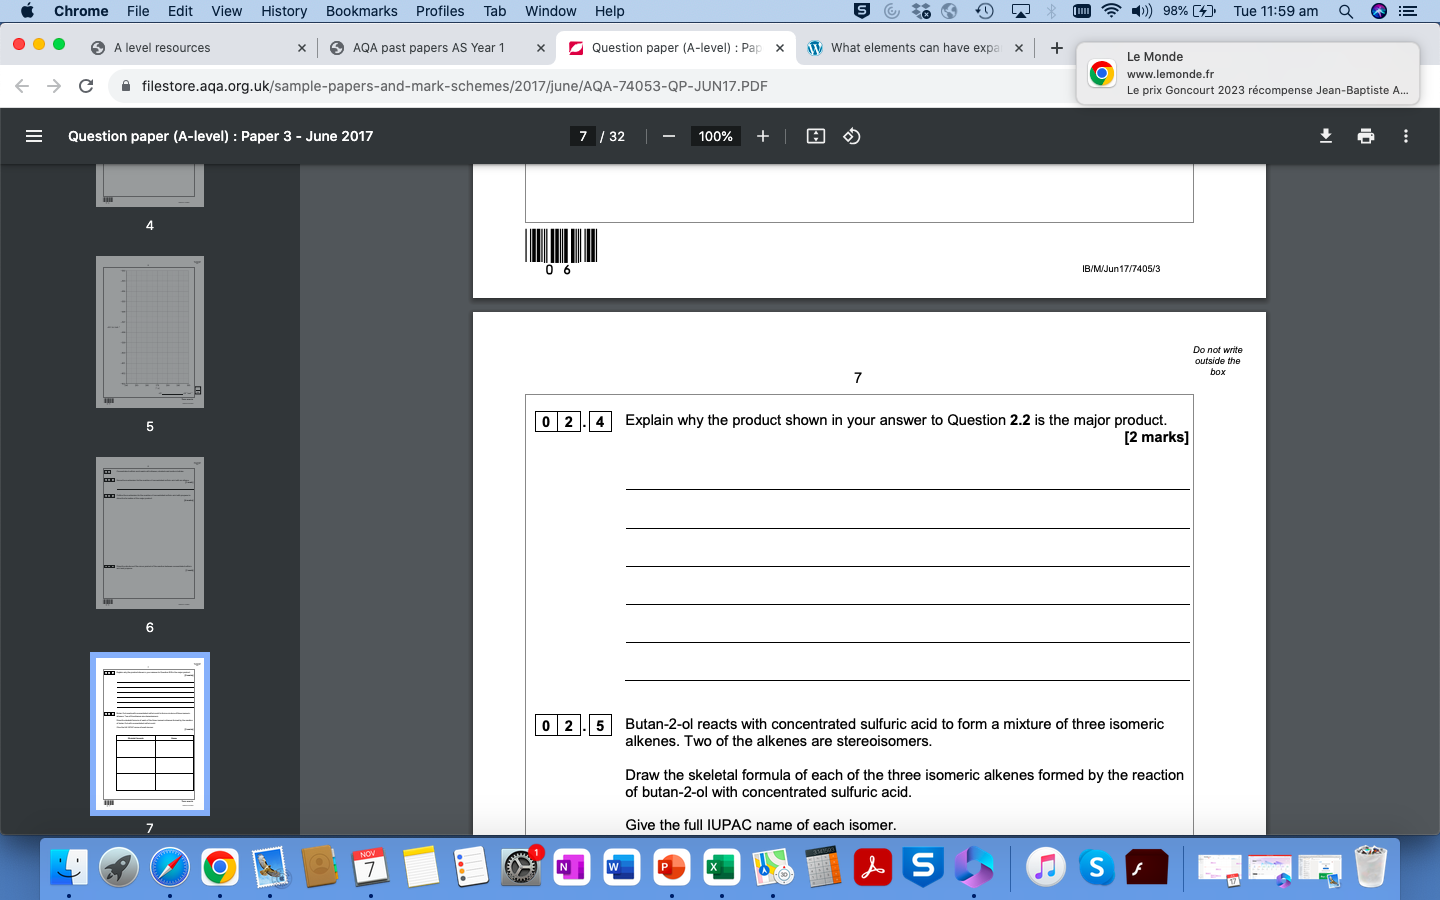 Chrome File Edit View History Bookmarks Profiles Tab Window Help 98% Tue 11:59 am
A level resources
AQA past papers AS Year 1
Question paper (A-level) : Pap
What elements can have expa
Le Monde
www.lemonde.fr
Le prix Goncourt 2023 récompense Jean-Baptiste A...
filestore.aqa.org.uk/sample-papers-and-mark-schemes/2017/june/AQA-74053-QP-JUN17.PDF
Question paper (A-level) : Paper 3 - June 2017
7 / 32
100%
4
5
6
7
0 6
IB/M/Jun17/7405/3
Do not write
outside the
box
7
0 2 . 4 Explain why the product shown in your answer to Question 2.2 is the major product.
[2 marks]
0 2 . 5 Butan-2-ol reacts with concentrated sulfuric acid to form a mixture of three isomeric
alkenes. Two of the alkenes are stereoisomers.
Draw the skeletal formula of each of the three isomeric alkenes formed by the reaction
of butan-2-ol with concentrated sulfuric acid.
Give the full IUPAC name of each isomer.
NOV
7
1